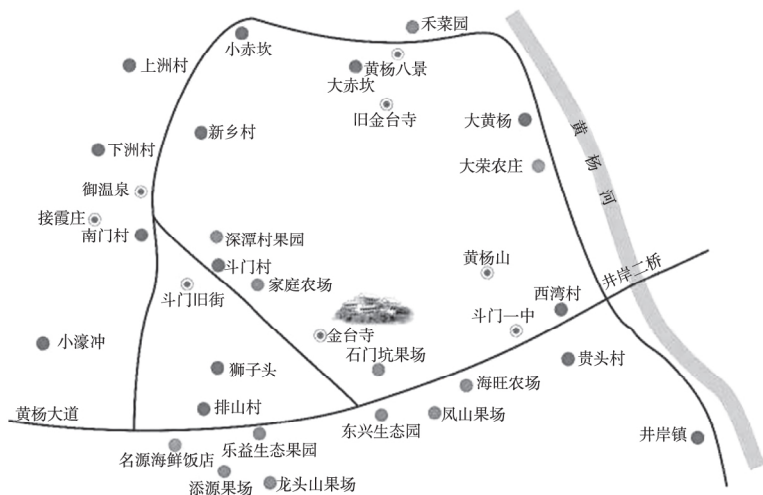 禾菜园
小赤坎
黄杨八景
上洲村
大赤坎
旧金台寺
大黄杨
新乡村
下洲村
黄杨河
大荣农庄
御温泉
接霞庄
南门村
深潭村果园
斗门村
黄杨山
井岸二桥
斗门旧街
家庭农场
西湾村
斗门一中
金台寺
小濠冲
石门坑果场
贵头村
狮子头
海旺农场
黄杨大道
排山村
东兴生态园
凤山果场
井岸镇
乐益生态果园
名源海鲜饭店
添源果场
龙头山果场